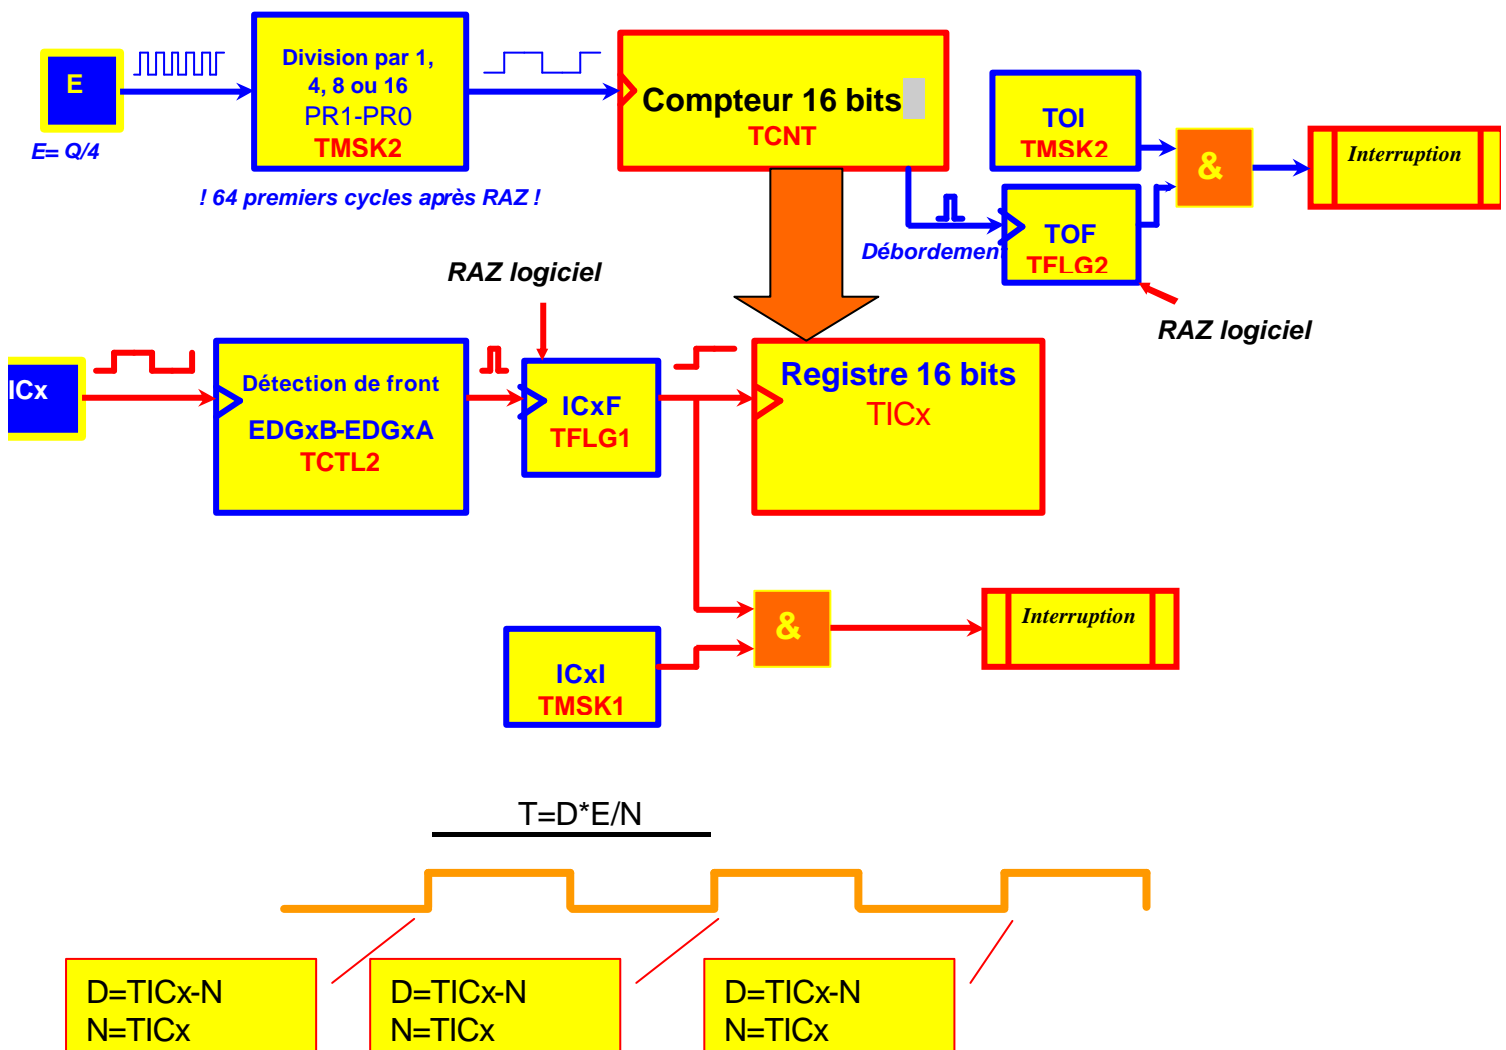 E
E= Q/4
Division par 1,
4, 8 ou 16
PR1-PR0
TMSK2
! 64 premiers cycles après RAZ !
Compteur 16 bits
TCNT
TOI
TMSK2
&
Interruption
Débordement
TOF
TFLG2
RAZ logiciel
RAZ logiciel
ICx
Détection de front
EDGxB-EDGxA
TCTL2
ICxF
TFLG1
Registre 16 bits
TICx
ICxI
TMSK1
&
Interruption
T=D*E/N
D=TICx-N
N=TICx
D=TICx-N
N=TICx
D=TICx-N
N=TICx